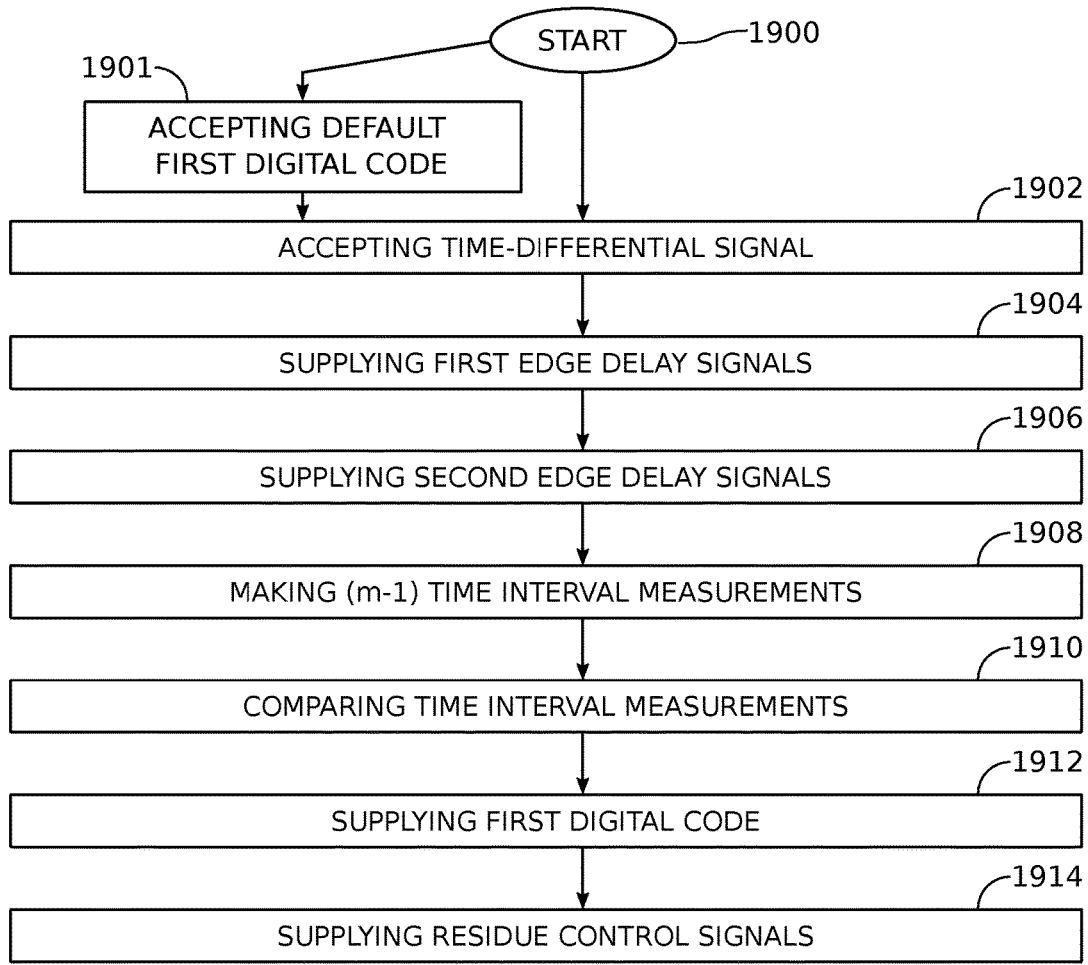 START
1900
1901
ACCEPTING DEFAULT
FIRST DIGITAL CODE
1902
ACCEPTING TIME-DIFFERENTIAL SIGNAL
1904
SUPPLYING FIRST EDGE DELAY SIGNALS
1906
SUPPLYING SECOND EDGE DELAY SIGNALS
1908
MAKING (m-1) TIME INTERVAL MEASUREMENTS
1910
COMPARING TIME INTERVAL MEASUREMENTS
1912
SUPPLYING FIRST DIGITAL CODE
1914
SUPPLYING RESIDUE CONTROL SIGNALS